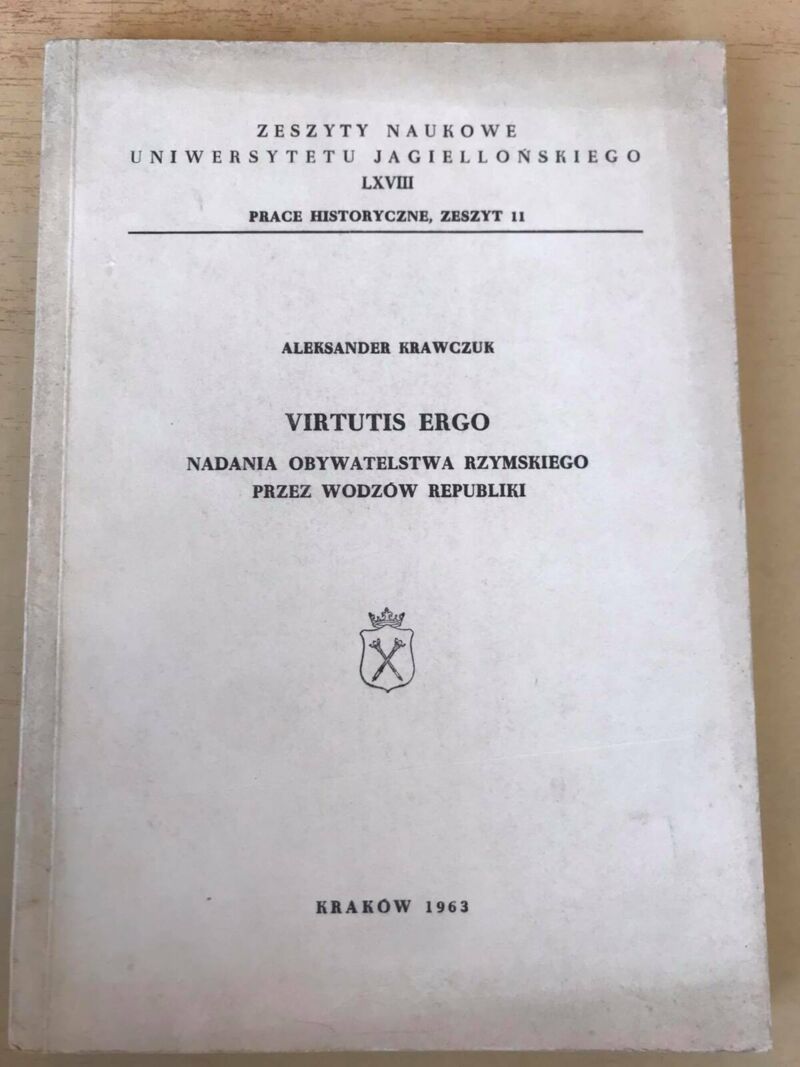 ZESZYTY NAUKOWE
UNIWERSYTETU JAGIELLOŃSKIEGO
LXVIII
PRACE HISTORYCZNE, ZESZYT 11
ALEKSANDER KRAWCZUK
VIRTUTIS ERGO
NADANIA OBYWATELSTWA RZYMSKIEGO
PRZEZ WODZÓW REPUBLIKI
KRAKÓW 1963